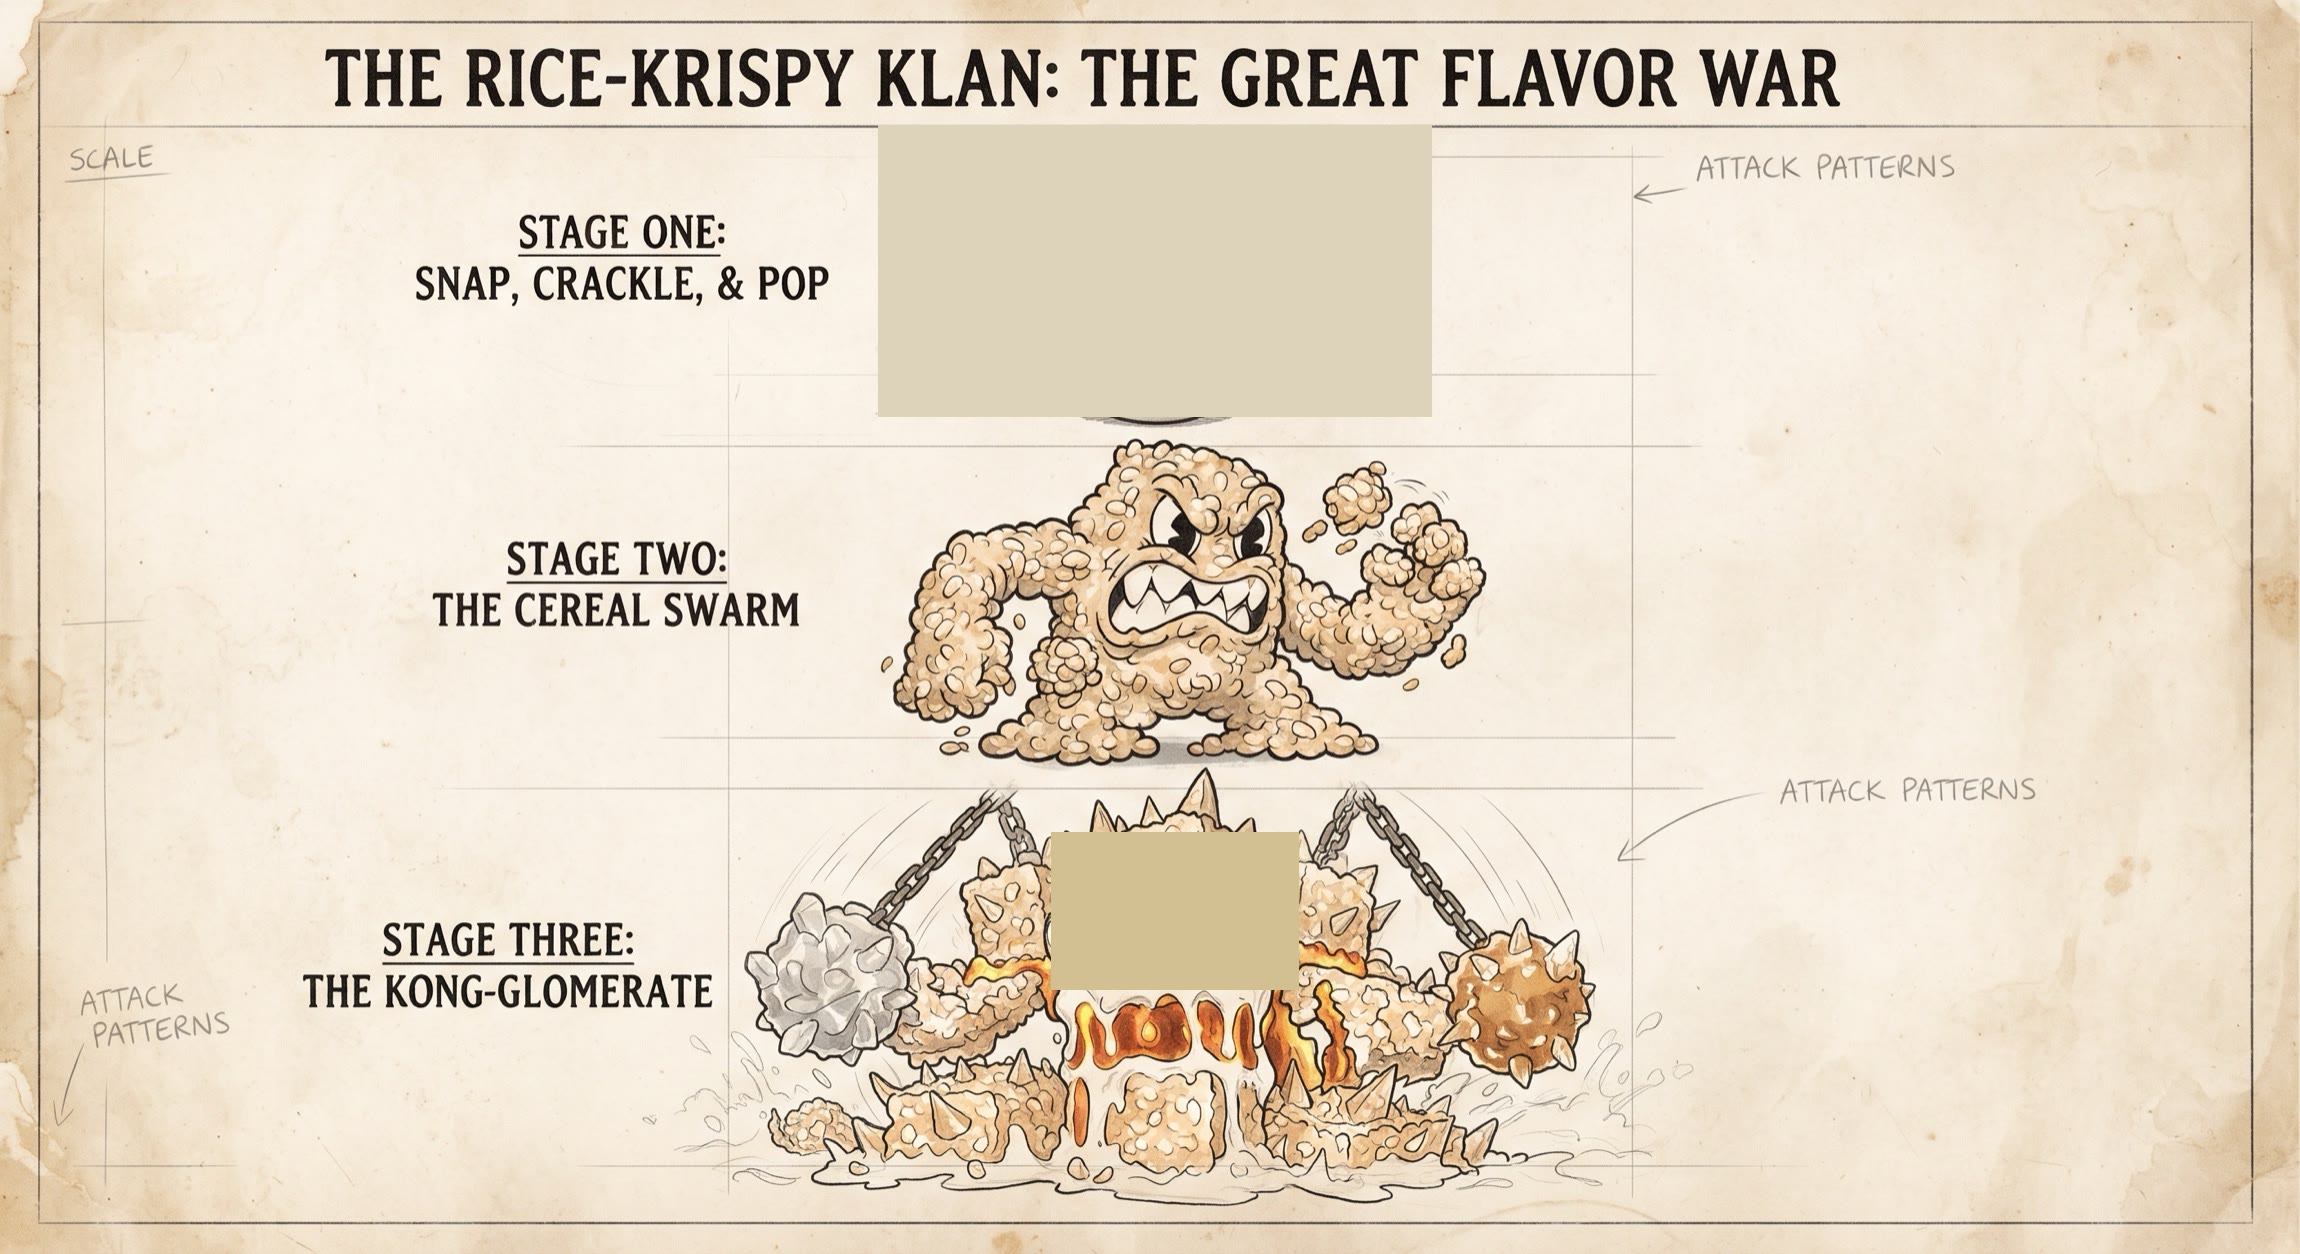 THE RICE-KRISPY KLAN: THE GREAT FLAVOR WAR
SCALE
ATTACK PATTERNS
STAGE ONE:
SNAP, CRACKLE, & POP
STAGE TWO:
THE CEREAL SWARM
ATTACK PATTERNS
STAGE THREE:
THE KONG-GLOMERATE
ATTACK
PATTERNS